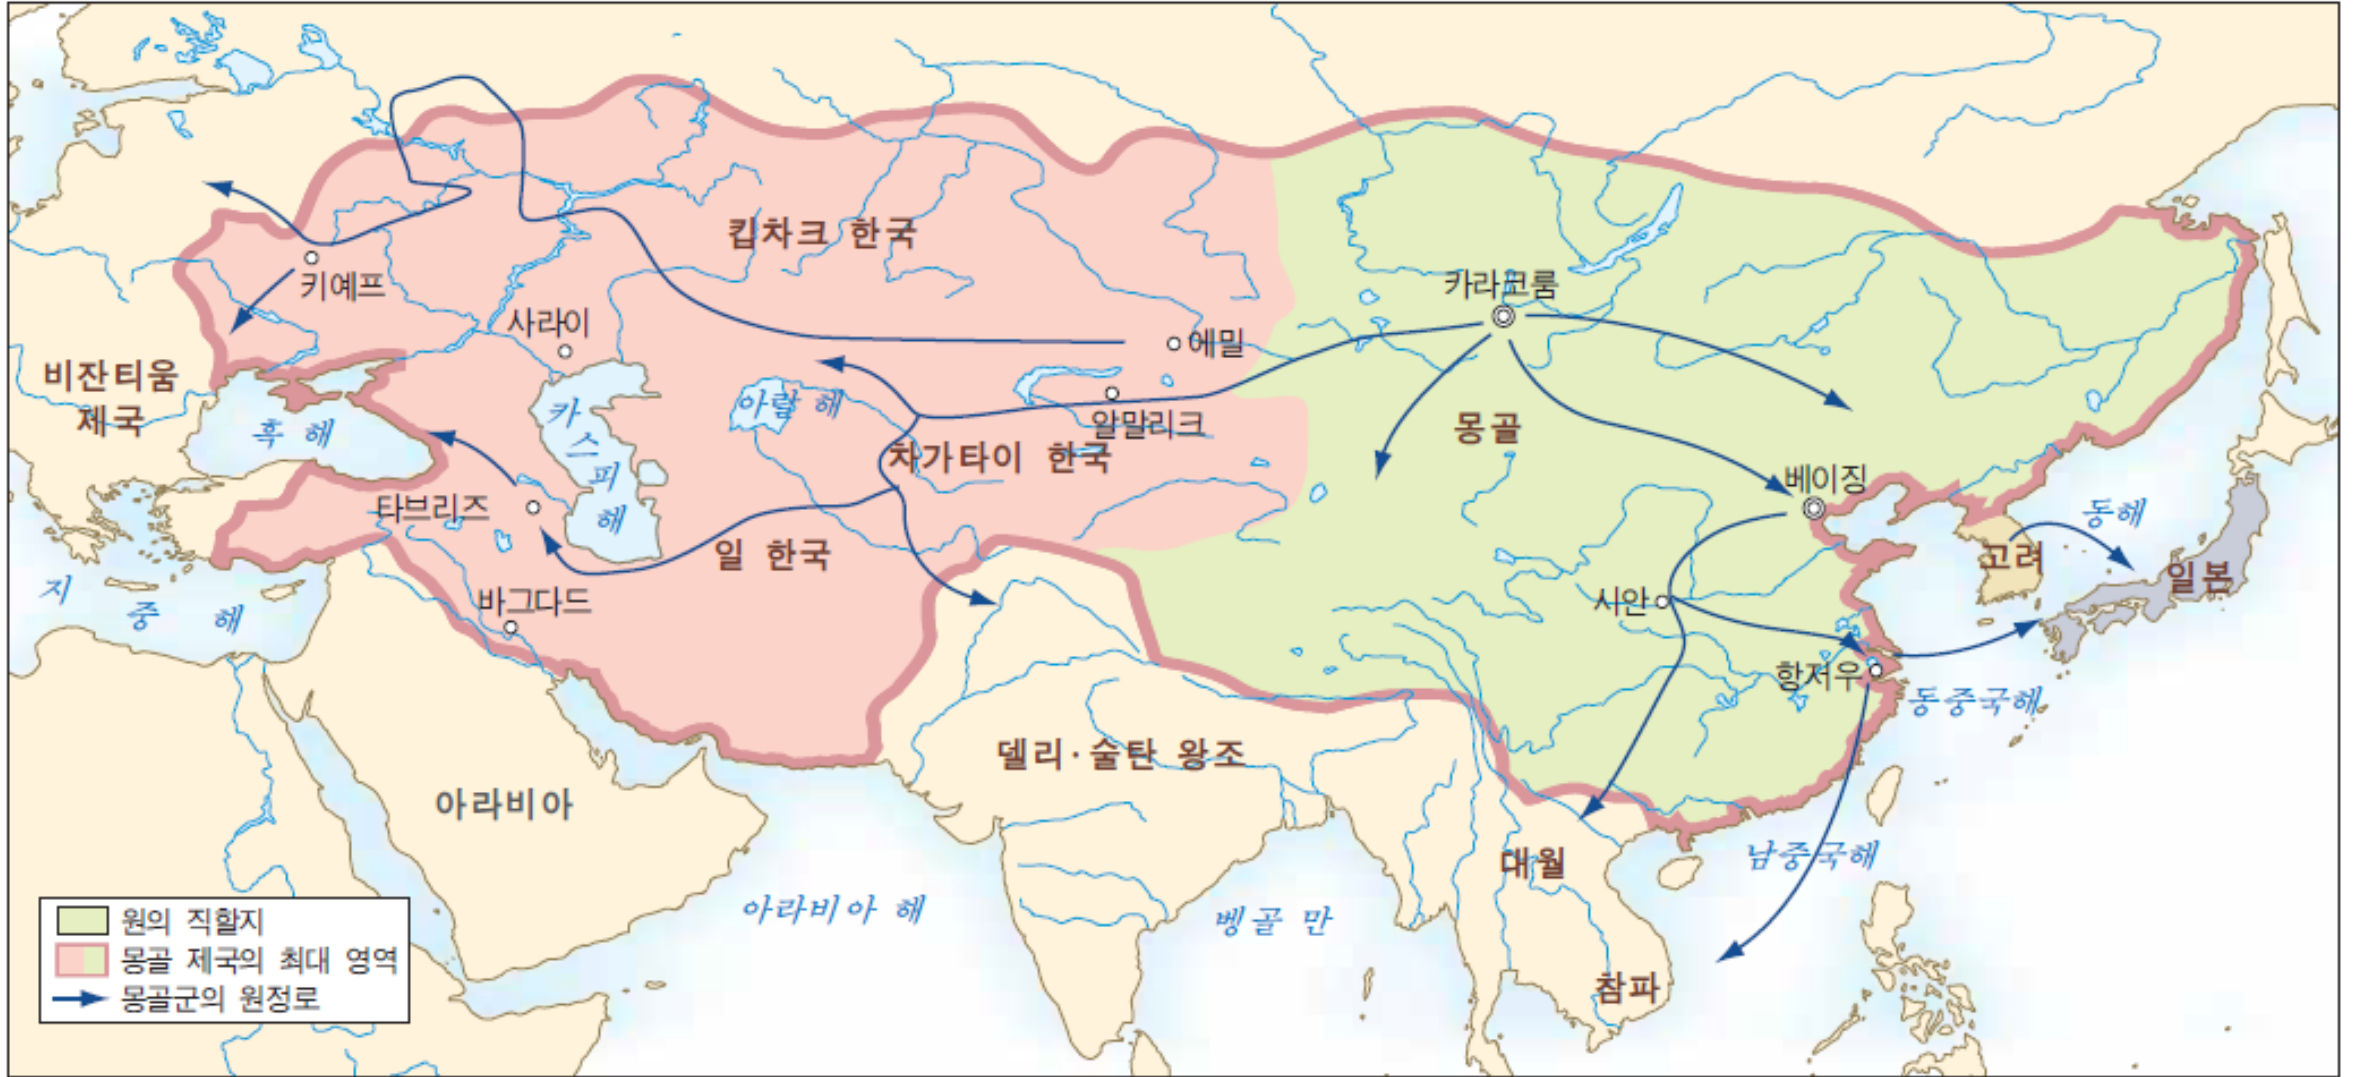 킵차크 한국
카라코룸
키예프
사라이
에밀
비잔티움
제국
흑해
카스피해
아랄 해
알말리크
차가타이 한국
몽골
베이징
타브리즈
일 한국
동해
고려
일본
지중해
바그다드
시안
항저우
동중국해
델리·술탄 왕조
아라비아
대월
남중국해
아라비아 해
벵골 만
참파
원의 직할지
몽골 제국의 최대 영역
몽골군의 원정로